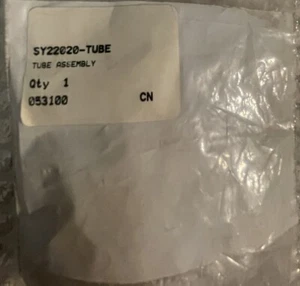 SY22020-TUBE
TUBE ASSEMBLY
Qty 1
053100 CN